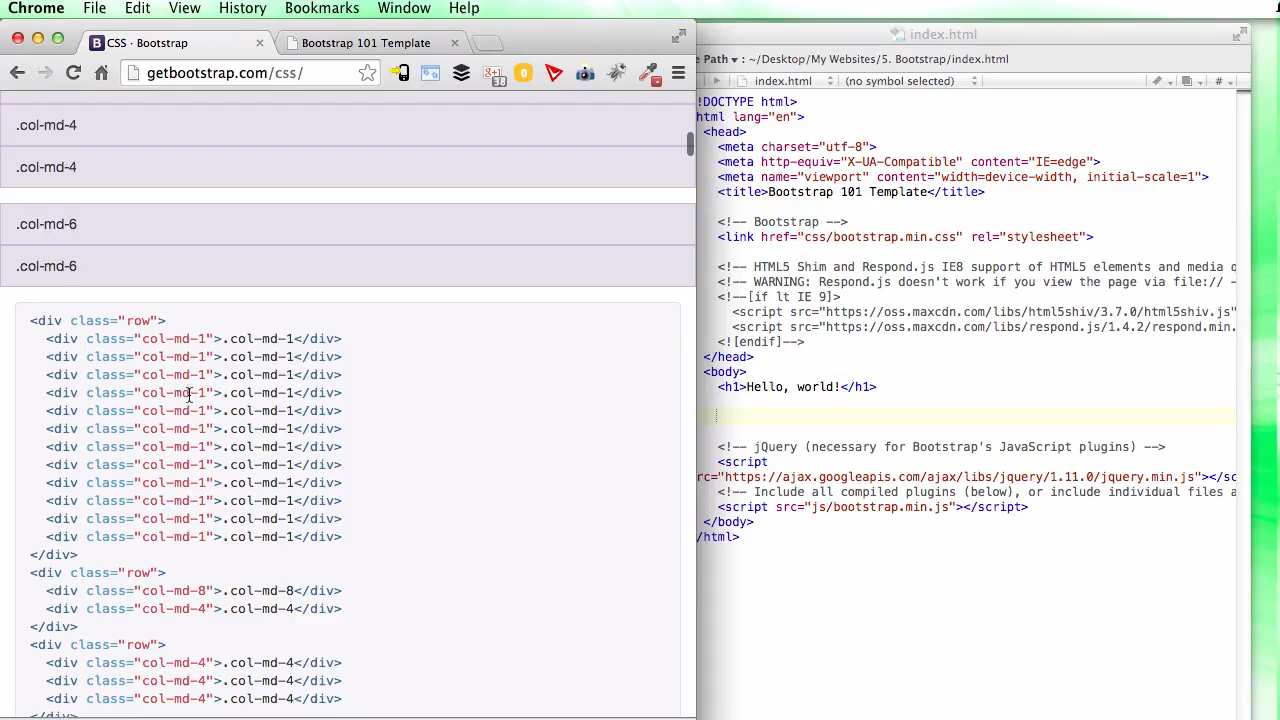 Chrome File Edit View History Bookmarks Window Help
CSS · Bootstrap
Bootstrap 101 Template
getbootstrap.com/css/
.col-md-4
.col-md-4
.col-md-6
.col-md-6
<div class="row">
<div class="col-md-1">.col-md-1</div>
<div class="col-md-1">.col-md-1</div>
<div class="col-md-1">.col-md-1</div>
<div class="col-md-1">.col-md-1</div>
<div class="col-md-1">.col-md-1</div>
<div class="col-md-1">.col-md-1</div>
<div class="col-md-1">.col-md-1</div>
<div class="col-md-1">.col-md-1</div>
<div class="col-md-1">.col-md-1</div>
<div class="col-md-1">.col-md-1</div>
<div class="col-md-1">.col-md-1</div>
<div class="col-md-1">.col-md-1</div>
</div>
<div class="row">
<div class="col-md-8">.col-md-8</div>
<div class="col-md-4">.col-md-4</div>
</div>
<div class="row">
<div class="col-md-4">.col-md-4</div>
<div class="col-md-4">.col-md-4</div>
<div class="col-md-4">.col-md-4</div>
</div>
index.html
Path : ~/Desktop/My Websites/S. Bootstrap/index.html
index.html (no symbol selected) #
!DOCTYPE html>
html lang="en">
<head>
<meta charset="utf-8">
<meta http-equiv="X-UA-Compatible" content="IE=edge">
<meta name="viewport" content="width=device-width, initial-scale=1">
<title>Bootstrap 101 Template</title>
<!-- Bootstrap -->
<link href="css/bootstrap.min.css" rel="stylesheet">
<!-- HTML5 Shim and Respond.js IE8 support of HTML5 elements and media q
<!-- WARNING: Respond.js doesn't work if you view the page via file:// -
<!--[if lt IE 9]>
<script src="https://oss.maxcdn.com/libs/html5shiv/3.7.0/html5shiv.js"
<script src="https://oss.maxcdn.com/libs/respond.js/1.4.2/respond.min.
<![endif]-->
</head>
<body>
<h1>Hello, world!</h1>
<!-- jQuery (necessary for Bootstrap's JavaScript plugins) -->
<script
rc="https://ajax.googleapis.com/ajax/libs/jquery/1.11.0/jquery.min.js"></sc
<!-- Include all compiled plugins (below), or include individual files a
<script src="js/bootstrap.min.js"></script>
</body>
/html>